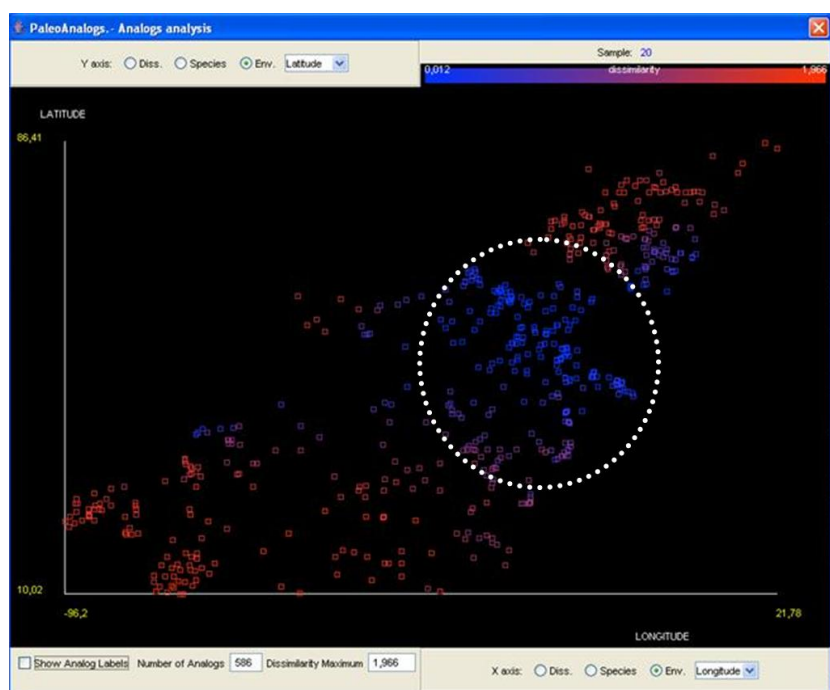 PaleoAnalogs.- Analogs analysis
Y axis: Diss. Species Env. Latitude
Sample: 20
0,012 dissimilarity 1,966
LATITUDE
86,41
10,02
-96,2 21,78
LONGITUDE
Show Analog Labels Number of Analogs 586 Dissimilarity Maximum 1,966
X axis: Diss. Species Env. Longitude